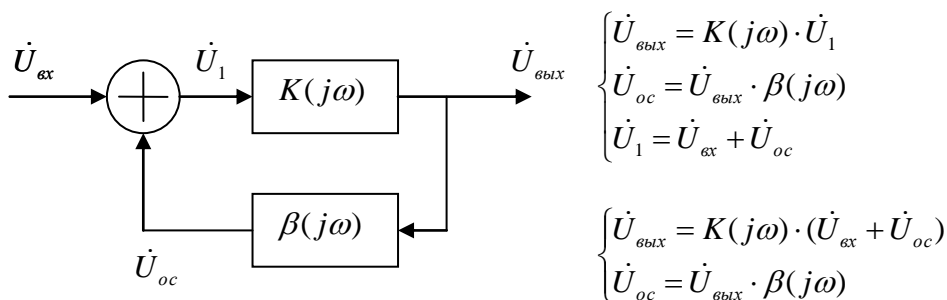 U̇вх
U̇₁
K(jω)
U̇вых
β(jω)
U̇ос
U̇вых = K(jω) · U̇₁
U̇ос = U̇вых · β(jω)
U̇₁ = U̇вх + U̇ос
U̇вых = K(jω) · (U̇вх + U̇ос)
U̇ос = U̇вых · β(jω)